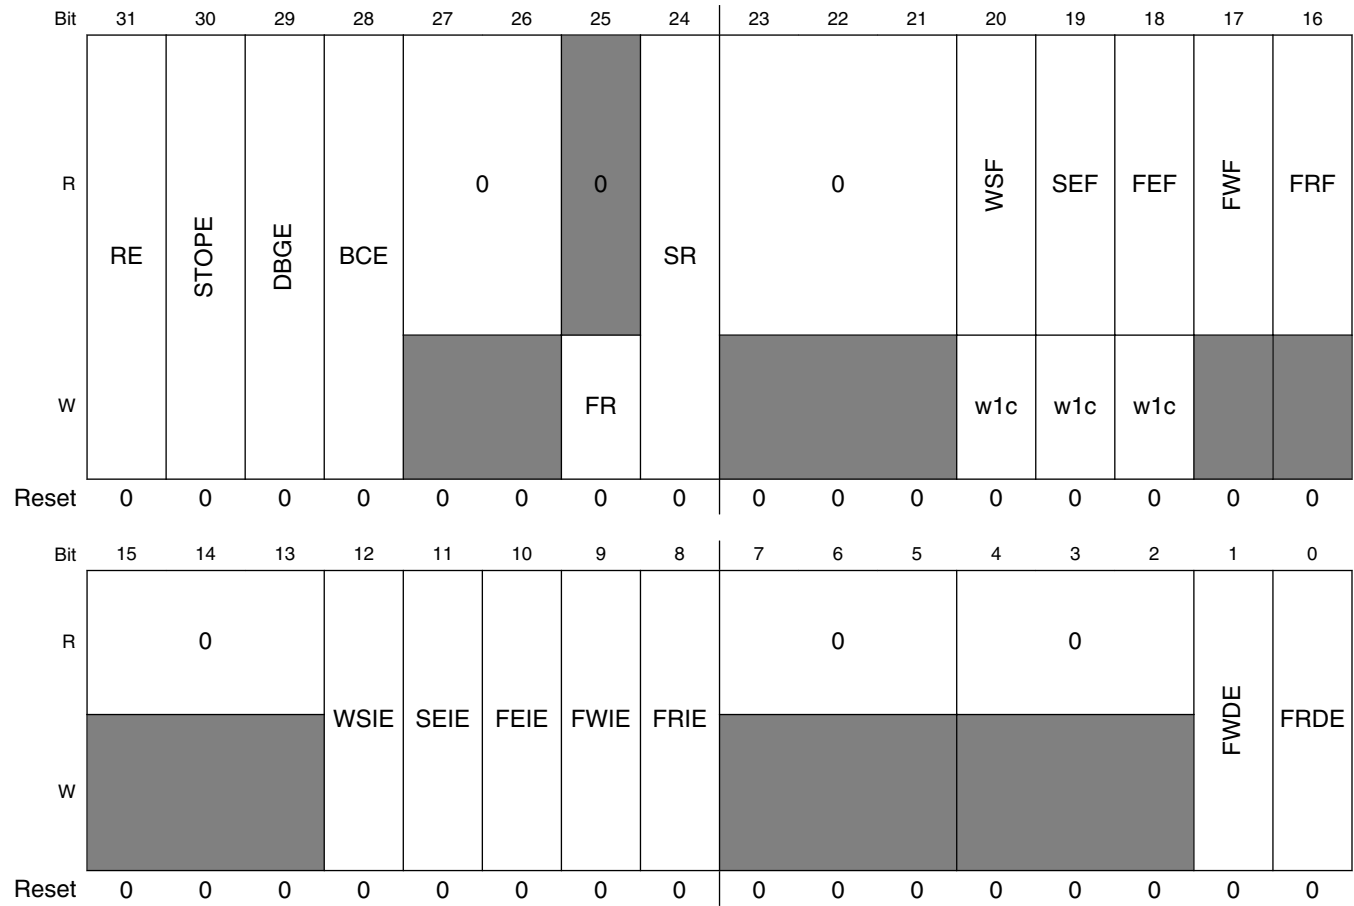 Bit 31 30 29 28 27 26 25 24 23 22 21 20 19 18 17 16
R RE STOPE DBGE BCE 0 0 SR 0 WSF SEF FEF FWF FRF
W FR w1c w1c w1c
Reset 0 0 0 0 0 0 0 0 0 0 0 0 0 0 0 0
Bit 15 14 13 12 11 10 9 8 7 6 5 4 3 2 1 0
R 0 WSIE SEIE FEIE FWIE FRIE 0 0 FWDE FRDE
W
Reset 0 0 0 0 0 0 0 0 0 0 0 0 0 0 0 0